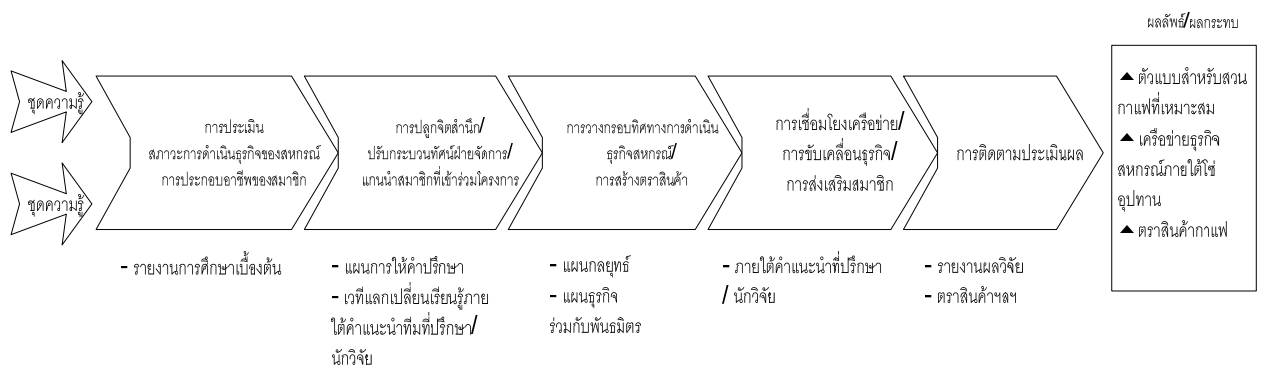 ผลลัพธ์/ผลกระทบ
ชุดความรู้
ชุดความรู้
การประเมิน
สภาวะการดำเนินธุรกิจของสหกรณ์
การประกอบอาชีพของสมาชิก
การปลูกจิตสำนึก/
ปรับกระบวนทัศน์ฝ่ายจัดการ/
แกนนำสมาชิกที่เข้าร่วมโครงการ
การวางกรอบทิศทางการดำเนิน
ธุรกิจสหกรณ์/
การสร้างตราสินค้า
การเชื่อมโยงเครือข่าย/
การขับเคลื่อนธุรกิจ/
การส่งเสริมสมาชิก
การติดตามประเมินผล
▲ ตัวแบบสำหรับสวน
กาแฟที่เหมาะสม
▲ เครือข่ายธุรกิจ
สหกรณ์ภายใต้โซ่
อุปทาน
▲ ตราสินค้ากาแฟ
- รายงานการศึกษาเบื้องต้น
- แผนการให้คำปรึกษา
- เวทีแลกเปลี่ยนเรียนรู้ภาย
ใต้คำแนะนำทีมที่ปรึกษา/
นักวิจัย
- แผนกลยุทธ์
- แผนธุรกิจ
ร่วมกับพันธมิตร
- ภายใต้คำแนะนำที่ปรึกษา
/ นักวิจัย
- รายงานผลวิจัย
- ตราสินค้าฯลฯ